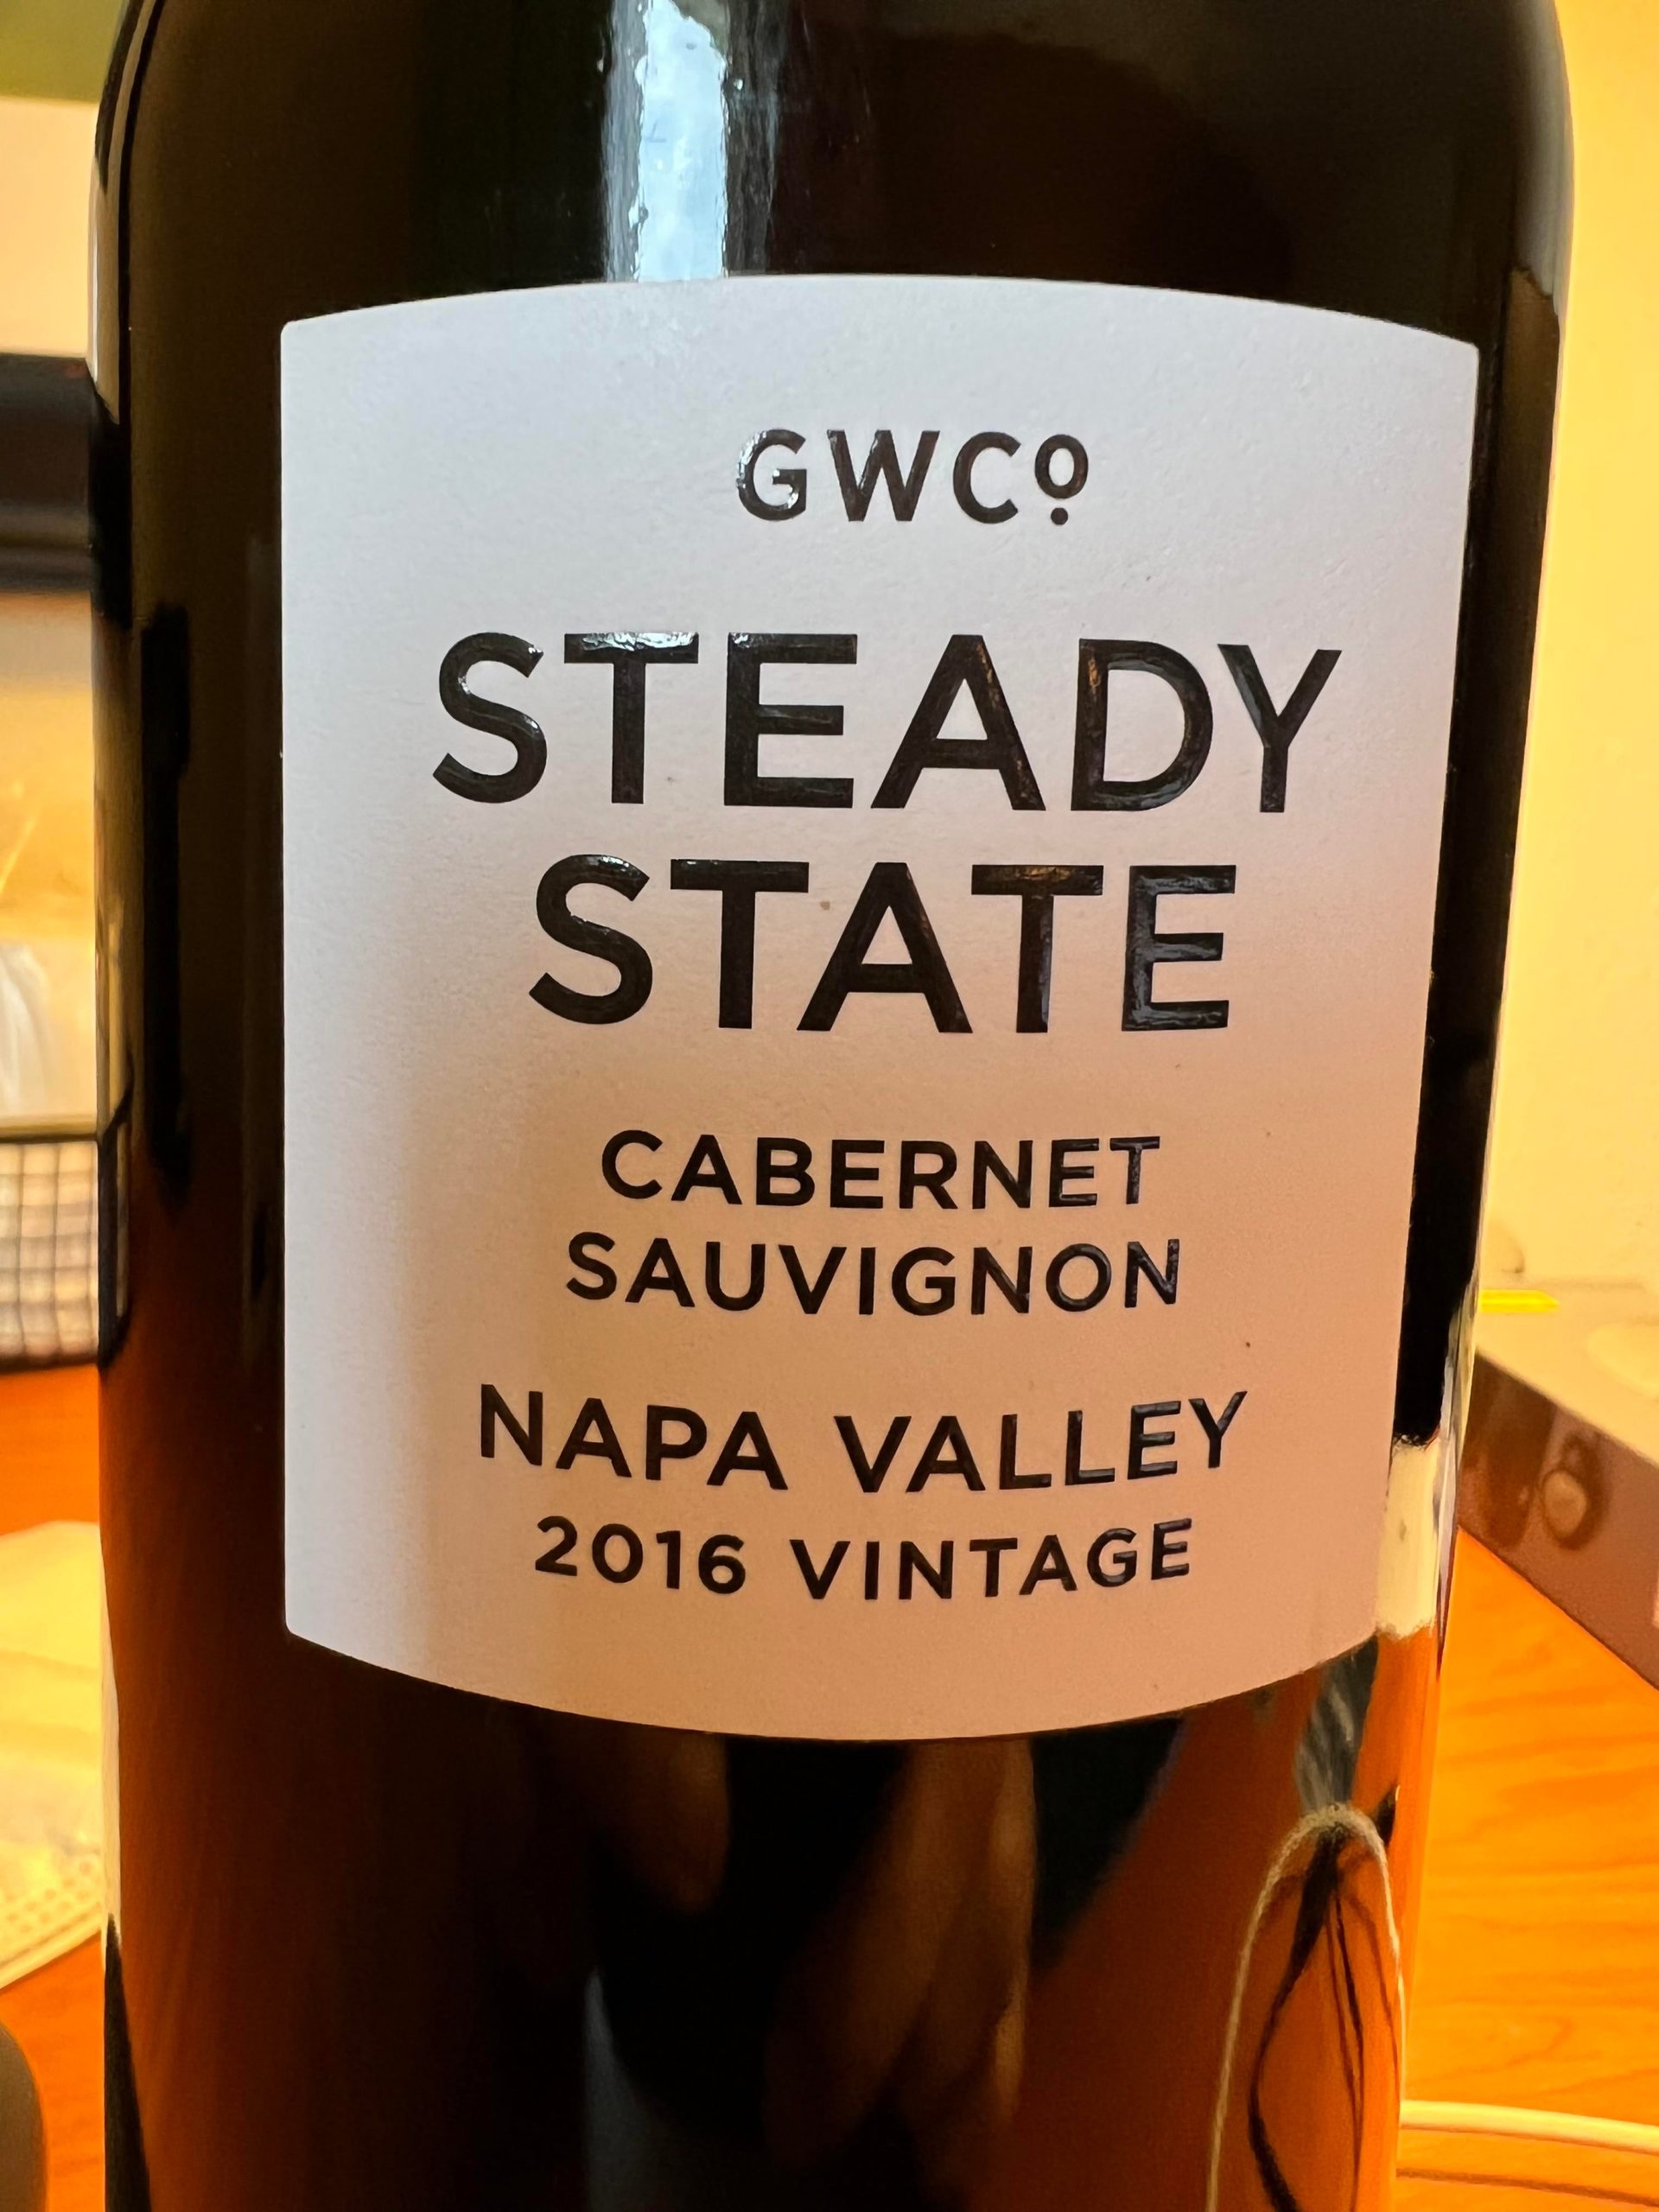 GWCo
STEADY
STATE
CABERNET
SAUVIGNON
NAPA VALLEY
2016 VINTAGE